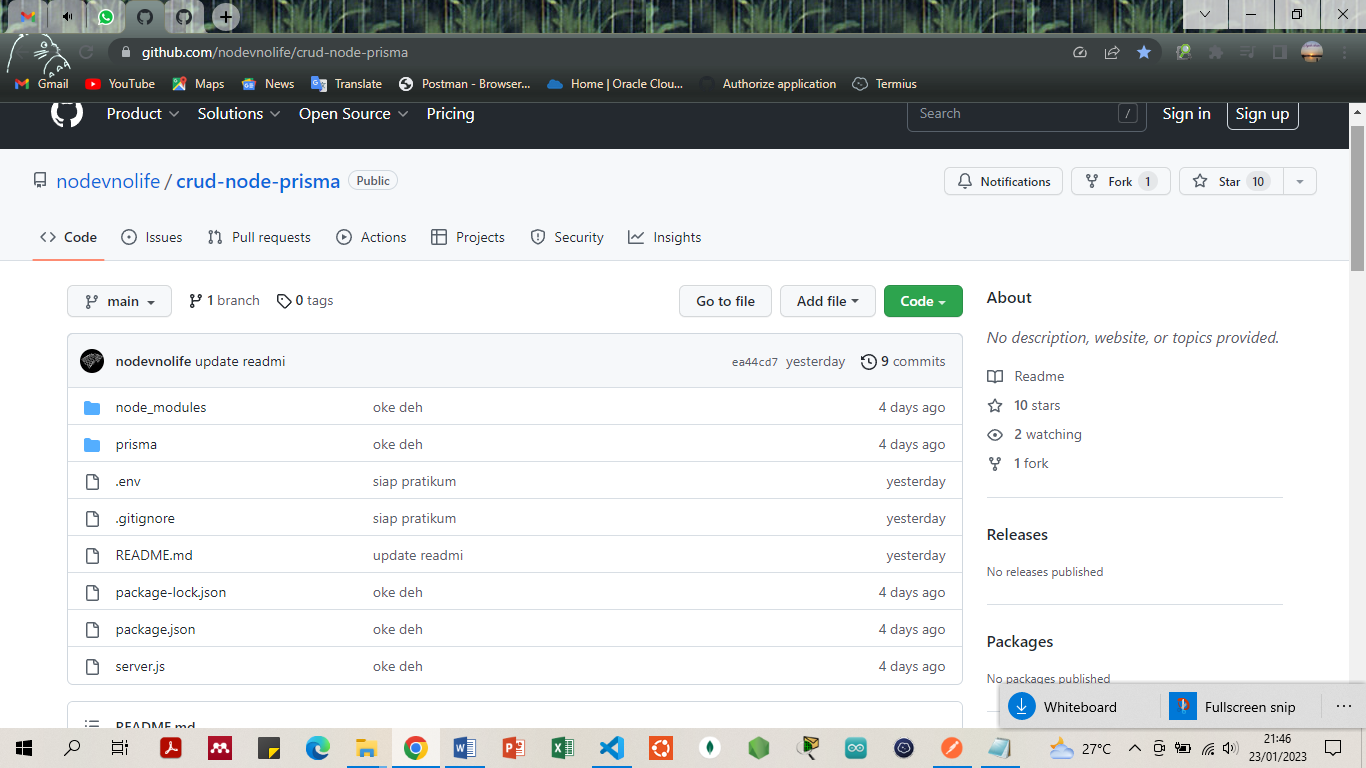 github.com/nodevnolife/crud-node-prisma
Gmail YouTube Maps News Translate Postman - Browser... Home | Oracle Clou... Authorize application Termius
Product Solutions Open Source Pricing Search / Sign in Sign up
nodevnolife / crud-node-prisma Public Notifications Fork 1 Star 10
Code Issues Pull requests Actions Projects Security Insights
main 1 branch 0 tags Go to file Add file Code
nodevnolife update readmi ea44cd7 yesterday 9 commits
node_modules oke deh 4 days ago
prisma oke deh 4 days ago
.env siap pratikum yesterday
.gitignore siap pratikum yesterday
README.md update readmi yesterday
package-lock.json oke deh 4 days ago
package.json oke deh 4 days ago
server.js oke deh 4 days ago
README.md
About
No description, website, or topics provided.
Readme
10 stars
2 watching
1 fork
Releases
No releases published
Packages
No packages published
Whiteboard Fullscreen snip ...
27°C 21:46
23/01/2023